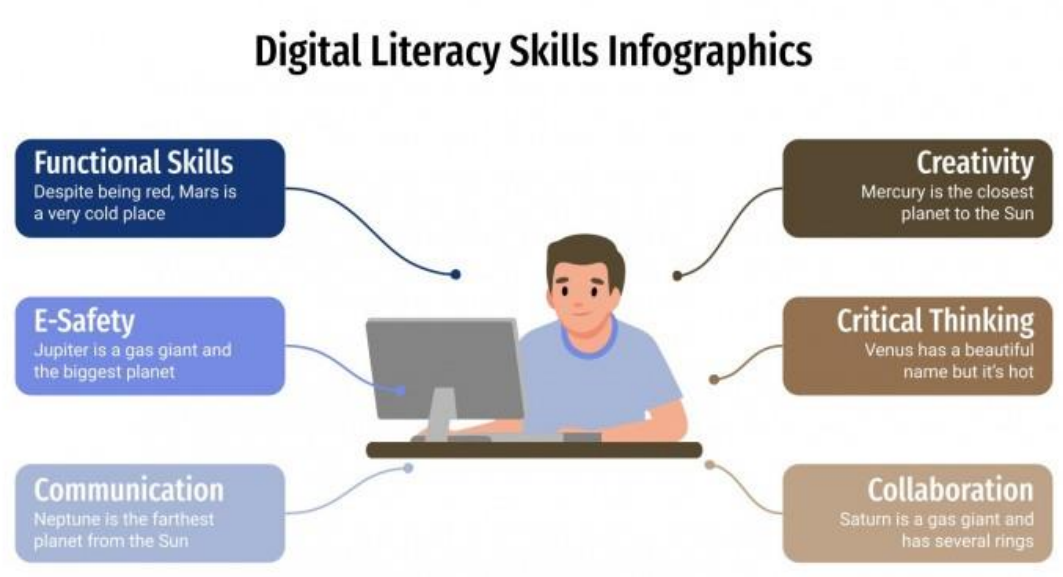 Digital Literacy Skills Infographics
Functional Skills
Despite being red, Mars is
a very cold place
E-Safety
Jupiter is a gas giant and
the biggest planet
Communication
Neptune is the farthest
planet from the Sun
Creativity
Mercury is the closest
planet to the Sun
Critical Thinking
Venus has a beautiful
name but it's hot
Collaboration
Saturn is a gas giant and
has several rings